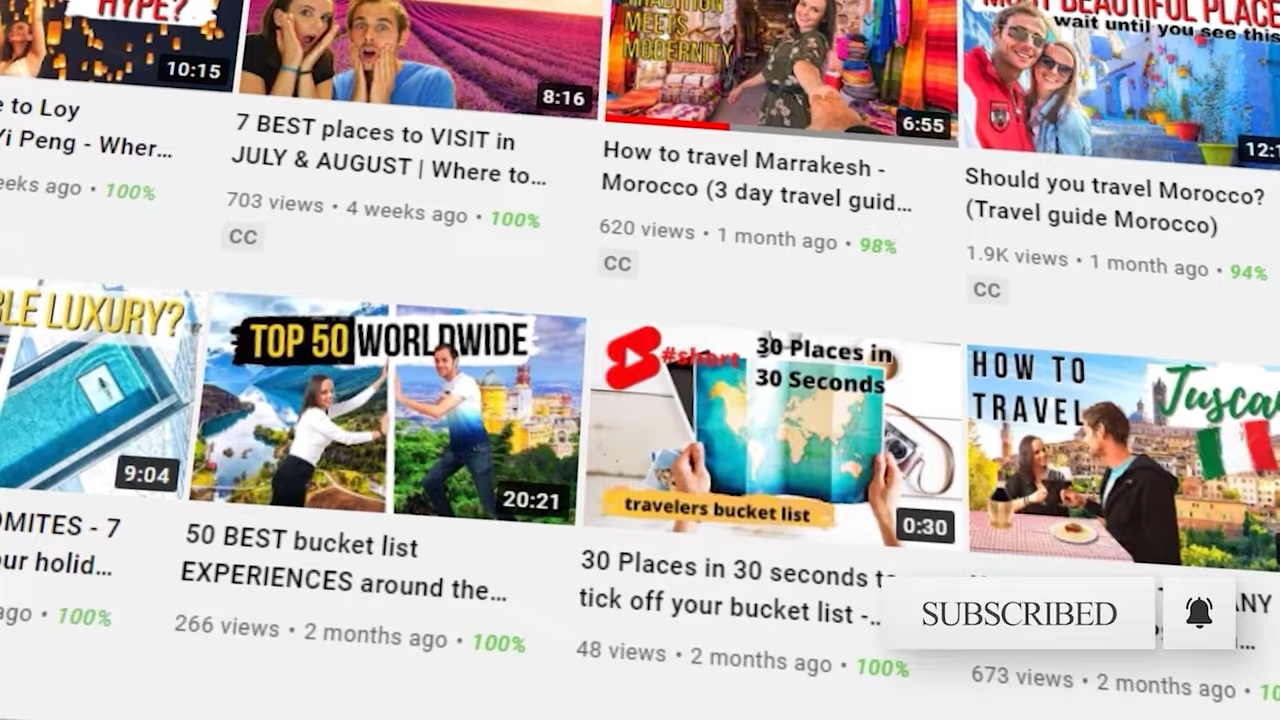 HYPE?
TRADITION
MEETS
MODERNITY
MOST BEAUTIFUL PLACE
wait until you see this
10:15
8:16
6:55
12:1
e to Loy
Yi Peng - Wher...
eeks ago • 100%
7 BEST places to VISIT in
JULY & AUGUST | Where to...
703 views • 4 weeks ago • 100%
CC
How to travel Marrakesh -
Morocco (3 day travel guid...
620 views • 1 month ago • 98%
CC
Should you travel Morocco?
(Travel guide Morocco)
1.9K views • 1 month ago • 94%
CC
BLE LUXURY?
9:04
TOP 50 WORLDWIDE
20:21
#short
30 Places in
30 Seconds
travelers bucket list
0:30
HOW TO
TRAVEL
Tusca
OMITES - 7
our holid...
ago • 100%
50 BEST bucket list
EXPERIENCES around the...
266 views • 2 months ago • 100%
30 Places in 30 seconds t
tick off your bucket list -..
48 views • 2 months ago • 100%
SUBSCRIBED
ANY
673 views • 2 months ago • 10